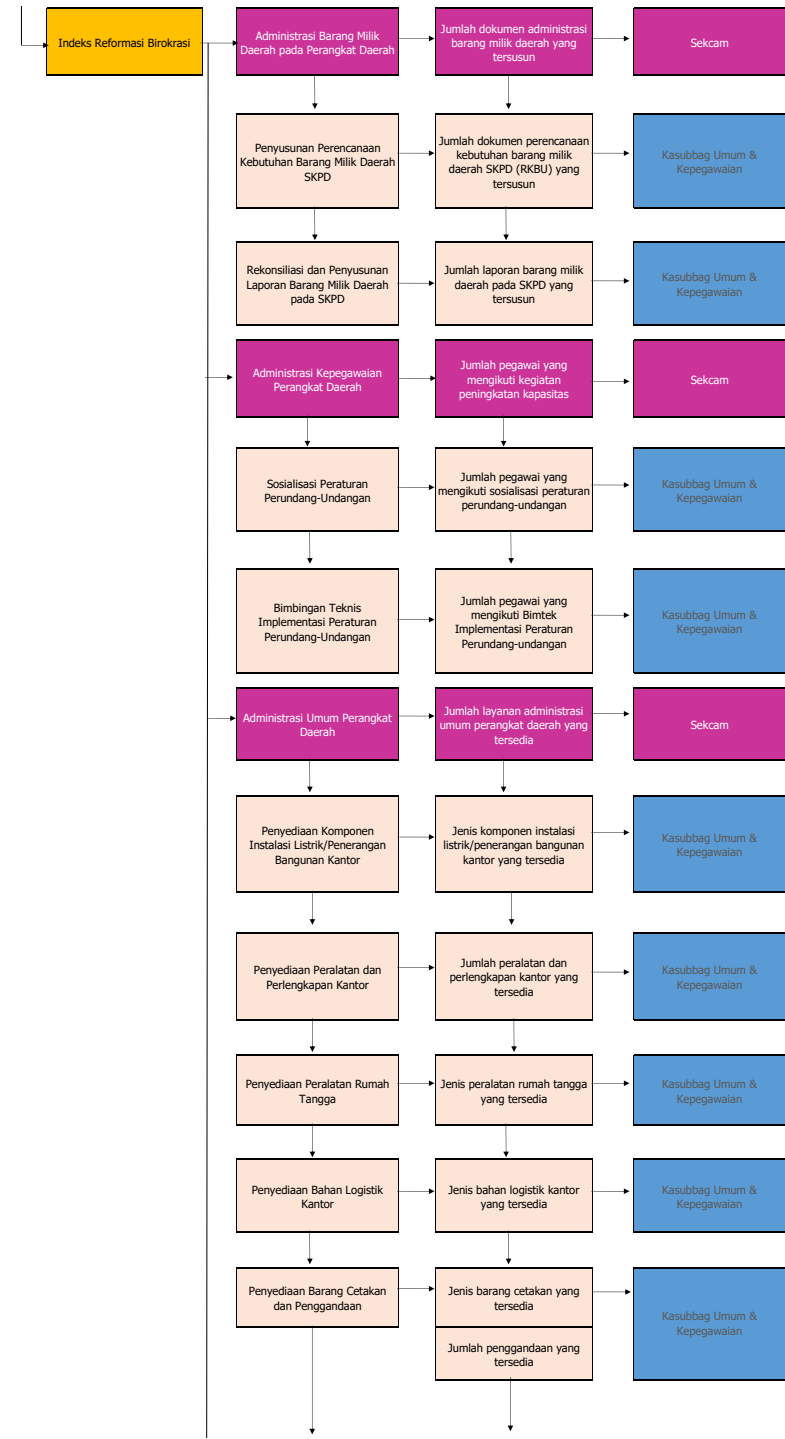 Indeks Reformasi Birokrasi
Administrasi Barang Milik
Daerah pada Perangkat Daerah
Jumlah dokumen administrasi
barang milik daerah yang
tersusun
Sekcam
Penyusunan Perencanaan
Kebutuhan Barang Milik Daerah
SKPD
Jumlah dokumen perencanaan
kebutuhan barang milik
daerah SKPD (RKBU) yang
tersusun
Kasubbag Umum &
Kepegawaian
Rekonsiliasi dan Penyusunan
Laporan Barang Milik Daerah
pada SKPD
Jumlah laporan barang milik
daerah pada SKPD yang
tersusun
Kasubbag Umum &
Kepegawaian
Administrasi Kepegawaian
Perangkat Daerah
Jumlah pegawai yang
mengikuti kegiatan
peningkatan kapasitas
Sekcam
Sosialisasi Peraturan
Perundang-Undangan
Jumlah pegawai yang
mengikuti sosialisasi peraturan
perundang-undangan
Kasubbag Umum &
Kepegawaian
Bimbingan Teknis
Implementasi Peraturan
Perundang-Undangan
Jumlah pegawai yang
mengikuti Bimtek
Implementasi Peraturan
Perundang-undangan
Kasubbag Umum &
Kepegawaian
Administrasi Umum Perangkat
Daerah
Jumlah layanan administrasi
umum perangkat daerah yang
tersedia
Sekcam
Penyediaan Komponen
Instalasi Listrik/Penerangan
Bangunan Kantor
Jenis komponen instalasi
listrik/penerangan bangunan
kantor yang tersedia
Kasubbag Umum &
Kepegawaian
Penyediaan Peralatan dan
Perlengkapan Kantor
Jumlah peralatan dan
perlengkapan kantor yang
tersedia
Kasubbag Umum &
Kepegawaian
Penyediaan Peralatan Rumah
Tangga
Jenis peralatan rumah tangga
yang tersedia
Kasubbag Umum &
Kepegawaian
Penyediaan Bahan Logistik
Kantor
Jenis bahan logistik kantor
yang tersedia
Kasubbag Umum &
Kepegawaian
Penyediaan Barang Cetakan
dan Penggandaan
Jenis barang cetakan yang
tersedia
Kasubbag Umum &
Kepegawaian
Jumlah penggandaan yang
tersedia